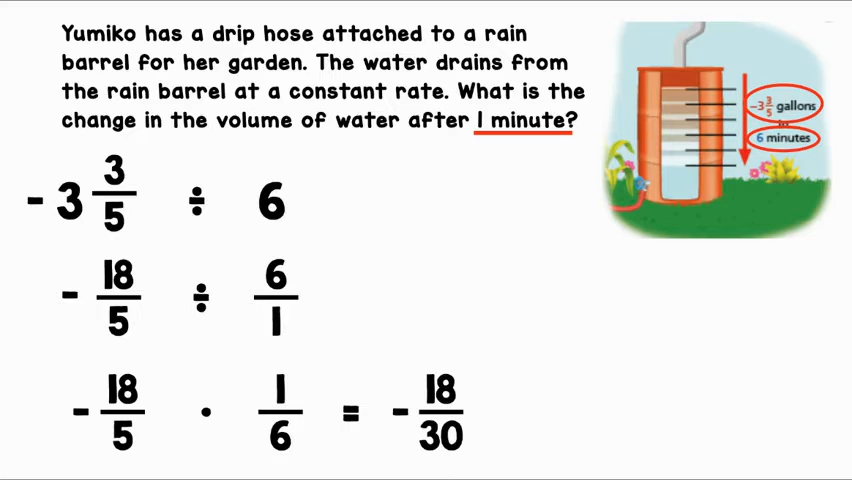 Yumiko has a drip hose attached to a rain
barrel for her garden. The water drains from
the rain barrel at a constant rate. What is the
change in the volume of water after 1 minute?
-3 3/5 gallons
in
6 minutes
- 3 3/5 ÷ 6
- 18/5 ÷ 6/1
- 18/5 · 1/6 = - 18/30